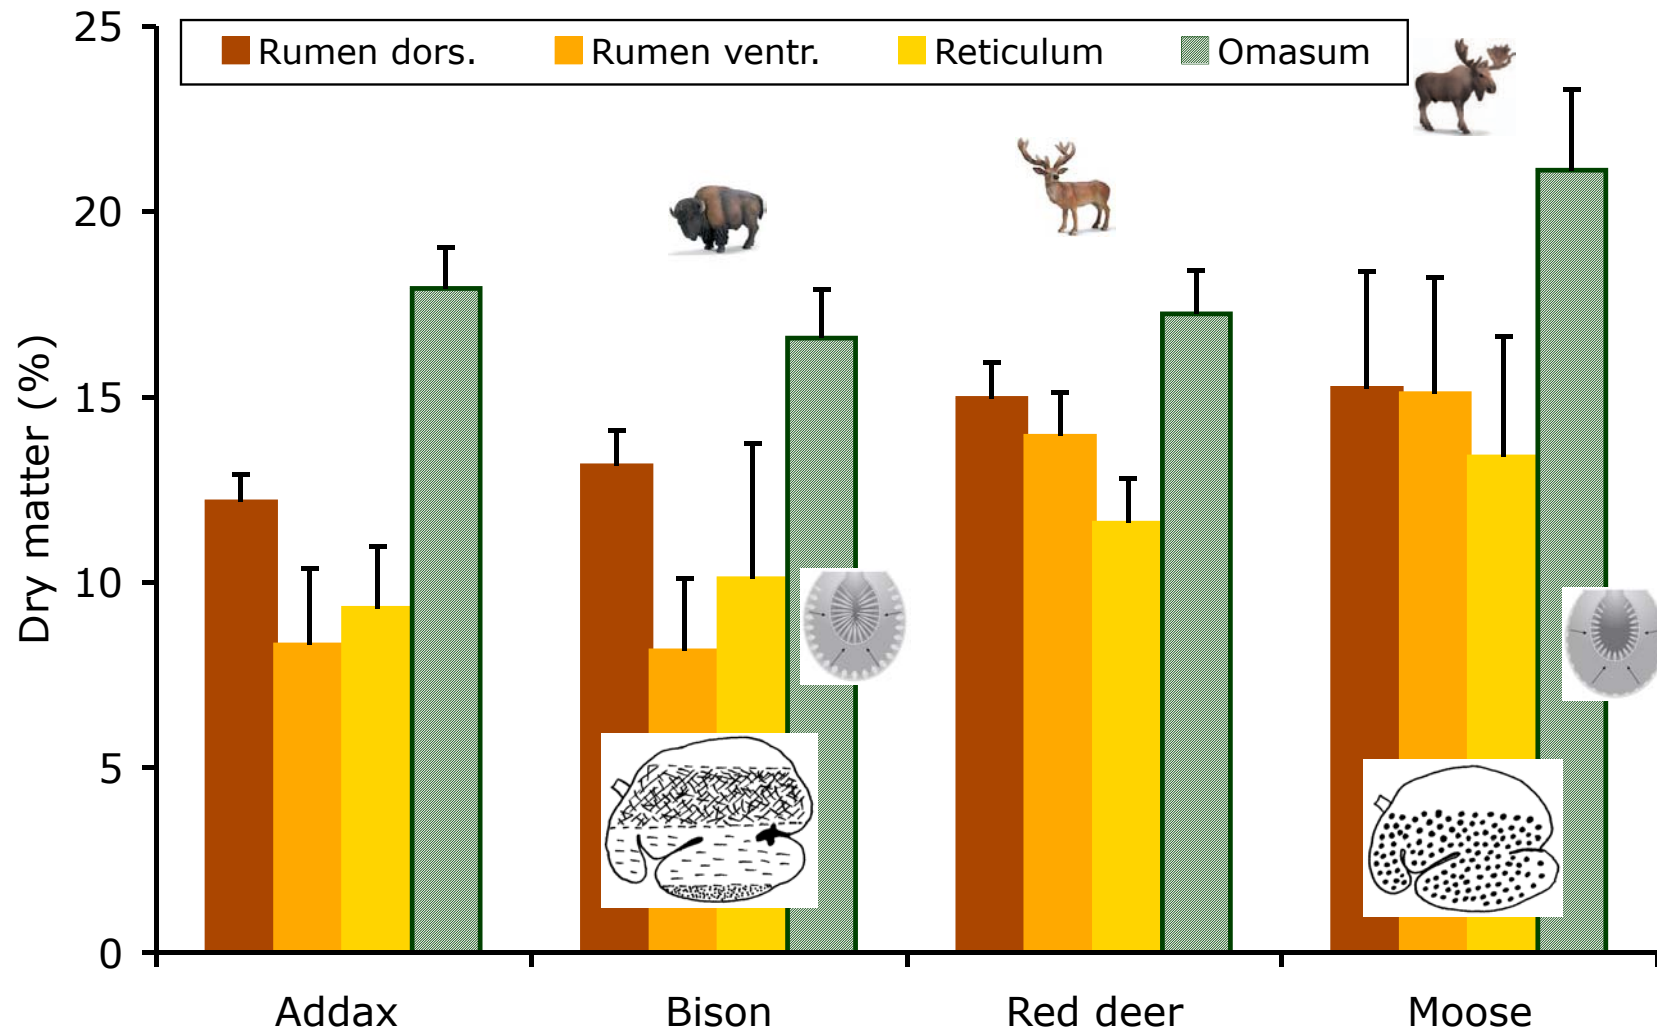 25
Rumen dors. Rumen ventr. Reticulum Omasum
20
15
10
5
0
Dry matter (%)
Addax Bison Red deer Moose